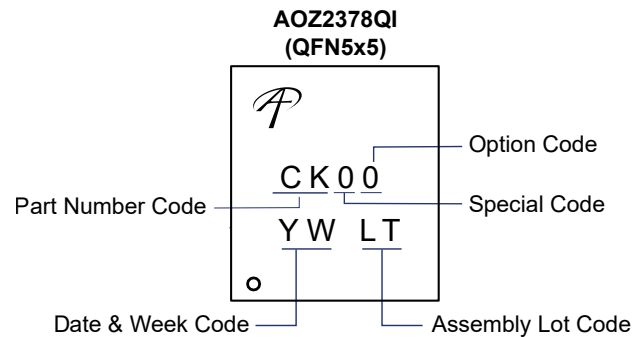 AOZ2378QI
(QFN5x5)
Option Code
CK00
Part Number Code
Special Code
YW LT
Date & Week Code
Assembly Lot Code